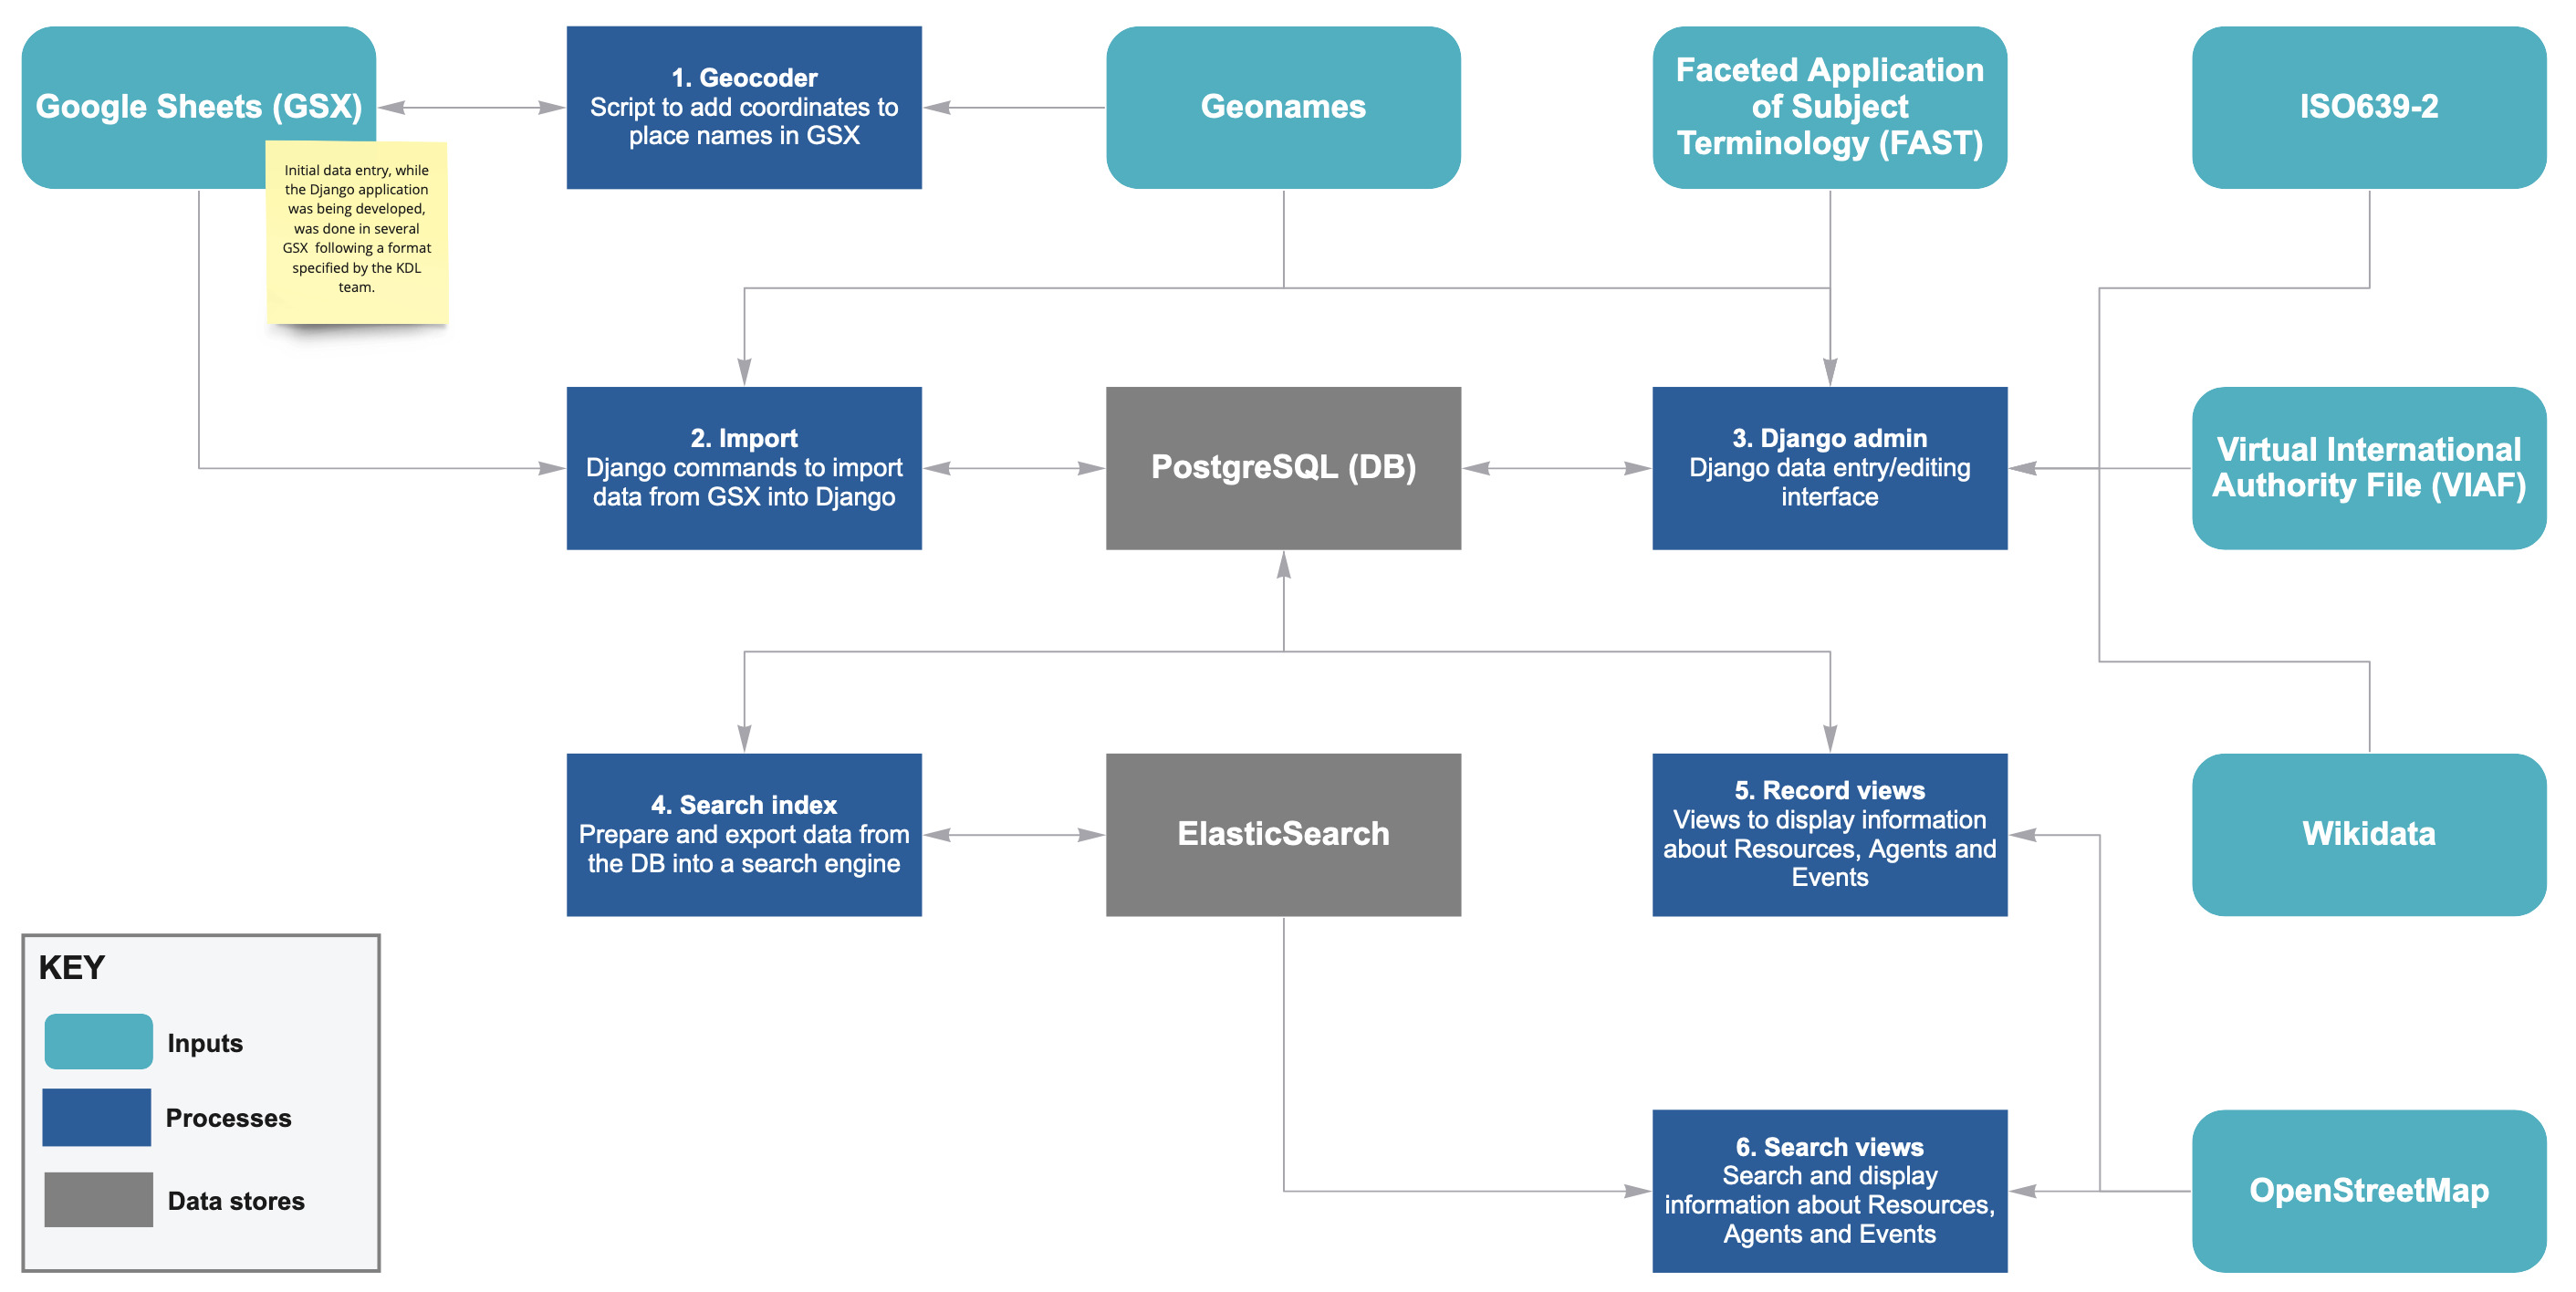 Google Sheets (GSX)
Initial data entry, while
the Django application
was being developed,
was done in several
GSX following a format
specified by the KDL
team.
1. Geocoder
Script to add coordinates to
place names in GSX
Geonames
Faceted Application
of Subject
Terminology (FAST)
ISO639-2
2. Import
Django commands to import
data from GSX into Django
PostgreSQL (DB)
3. Django admin
Django data entry/editing
interface
Virtual International
Authority File (VIAF)
4. Search index
Prepare and export data from
the DB into a search engine
ElasticSearch
5. Record views
Views to display information
about Resources, Agents and
Events
Wikidata
KEY
Inputs
Processes
Data stores
6. Search views
Search and display
information about Resources,
Agents and Events
OpenStreetMap